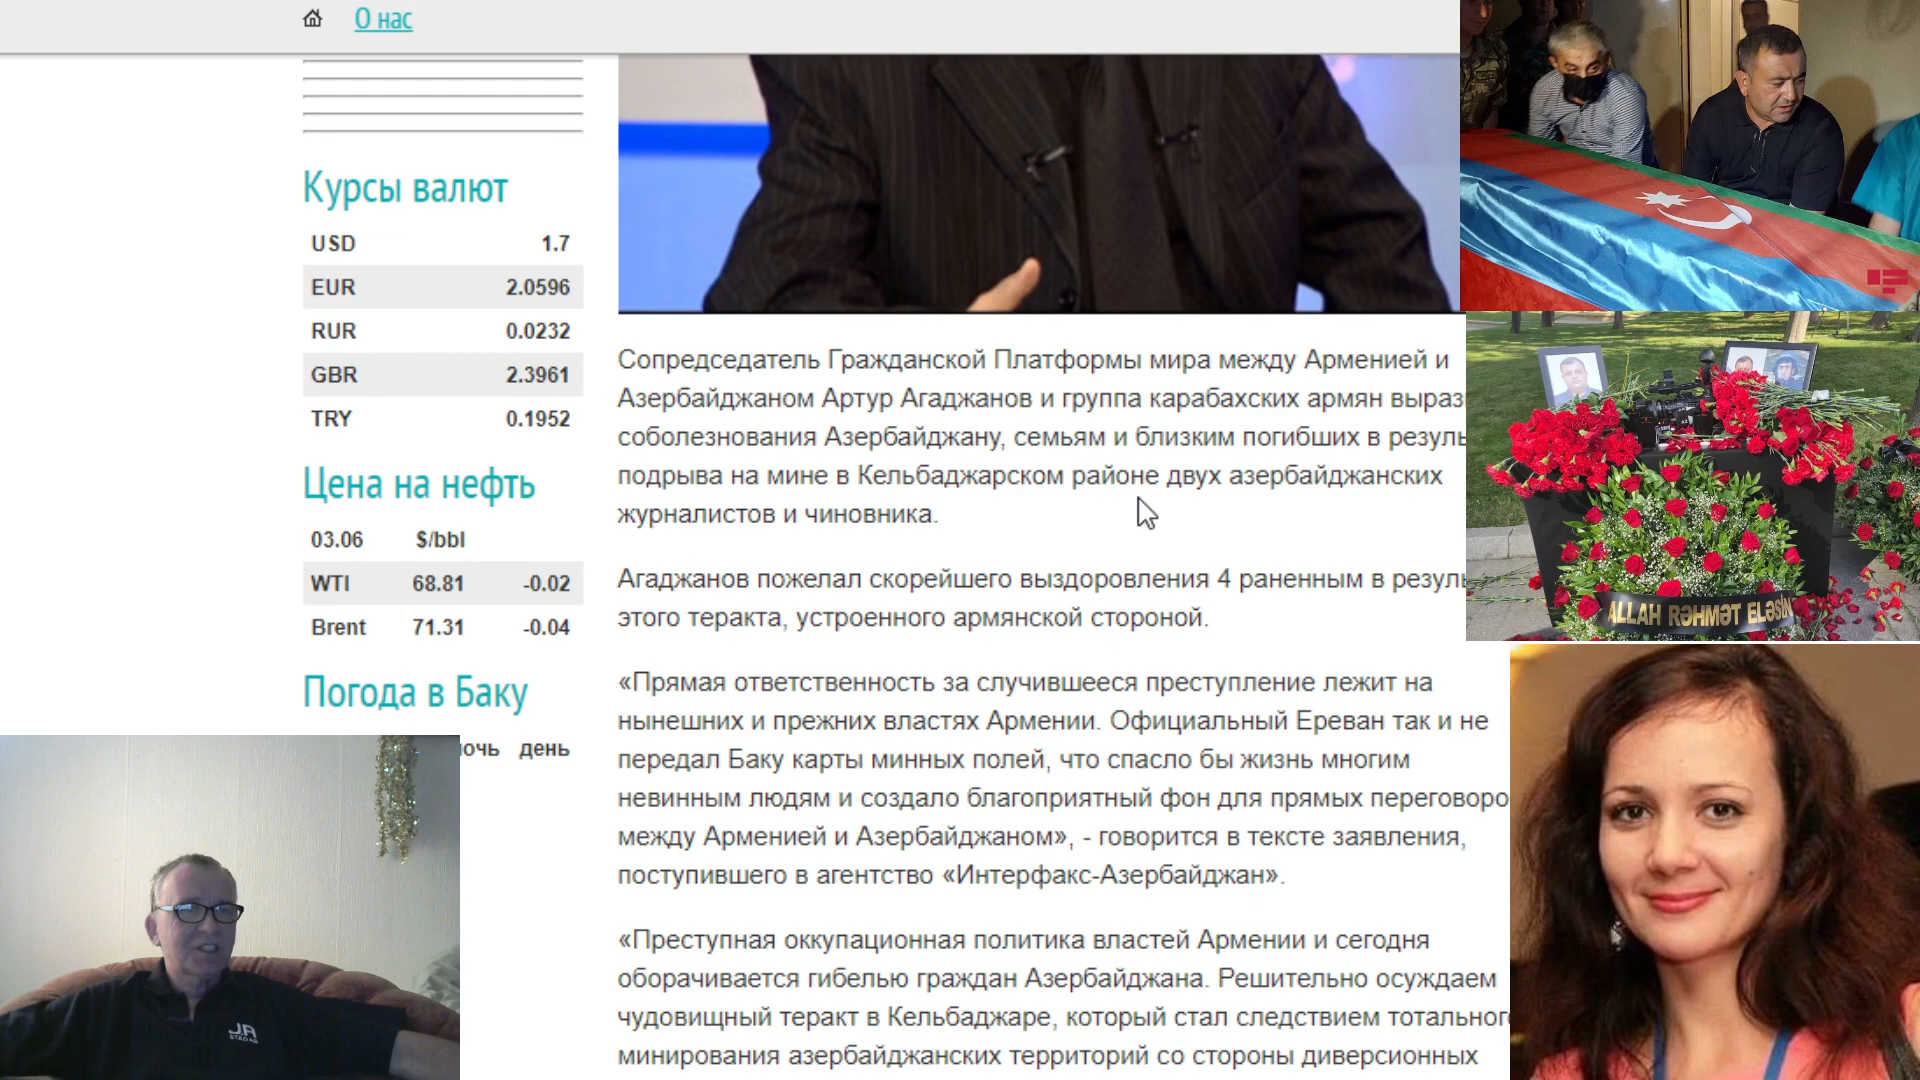 О нас
Курсы валют
USD 1.7
EUR 2.0596
RUR 0.0232
GBR 2.3961
TRY 0.1952
Цена на нефть
03.06 $/bbl
WTI 68.81 -0.02
Brent 71.31 -0.04
Погода в Баку
день
Сопредседатель Гражданской Платформы мира между Арменией и
Азербайджаном Артур Агаджанов и группа карабахских армян выраз
соболезнования Азербайджану, семьям и близким погибших в резуль
подрыва на мине в Кельбаджарском районе двух азербайджанских
журналистов и чиновника.
Агаджанов пожелал скорейшего выздоровления 4 раненным в резуль
этого теракта, устроенного армянской стороной.
«Прямая ответственность за случившееся преступление лежит на
нынешних и прежних властях Армении. Официальный Ереван так и не
передал Баку карты минных полей, что спасло бы жизнь многим
невинным людям и создало благоприятный фон для прямых переговоро
между Арменией и Азербайджаном», - говорится в тексте заявления,
поступившего в агентство «Интерфакс-Азербайджан».
«Преступная оккупационная политика властей Армении и сегодня
оборачивается гибелью граждан Азербайджана. Решительно осуждаем
чудовищный теракт в Кельбаджаре, который стал следствием тотального
минирования азербайджанских территорий со стороны диверсионных
ALLAH RƏHMƏT ELƏSİN
J.A